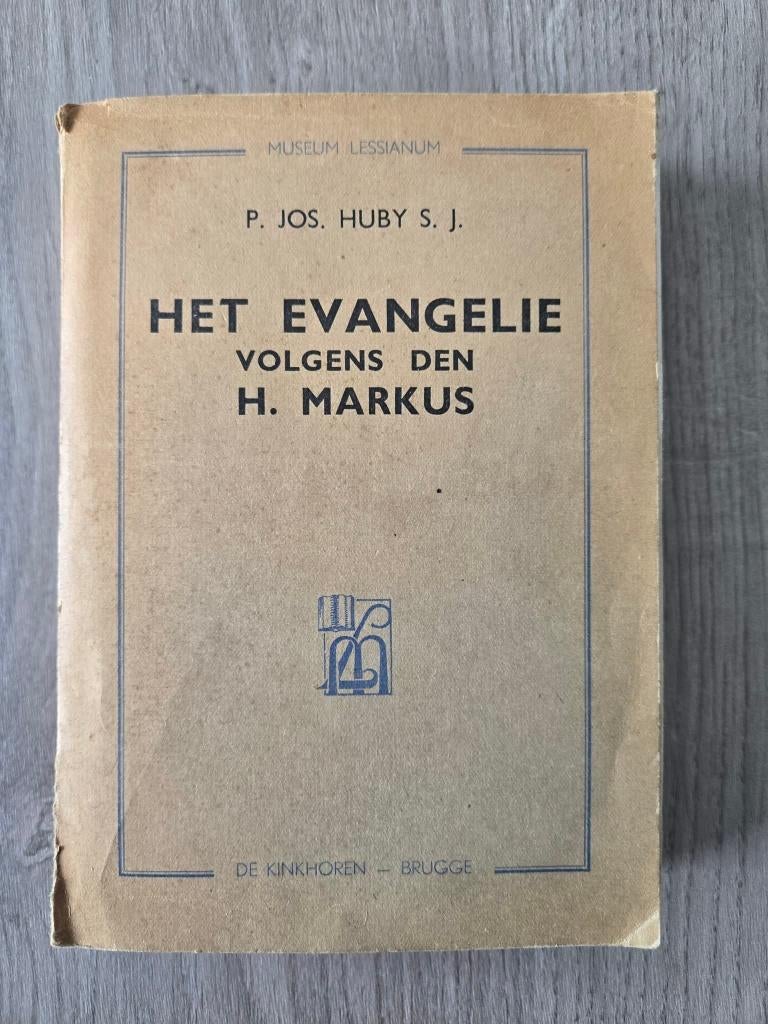 MUSEUM LESSIANUM
P. JOS. HUBY S. J.
HET EVANGELIE
VOLGENS DEN
H. MARKUS
DE KINKHOREN – BRUGGE